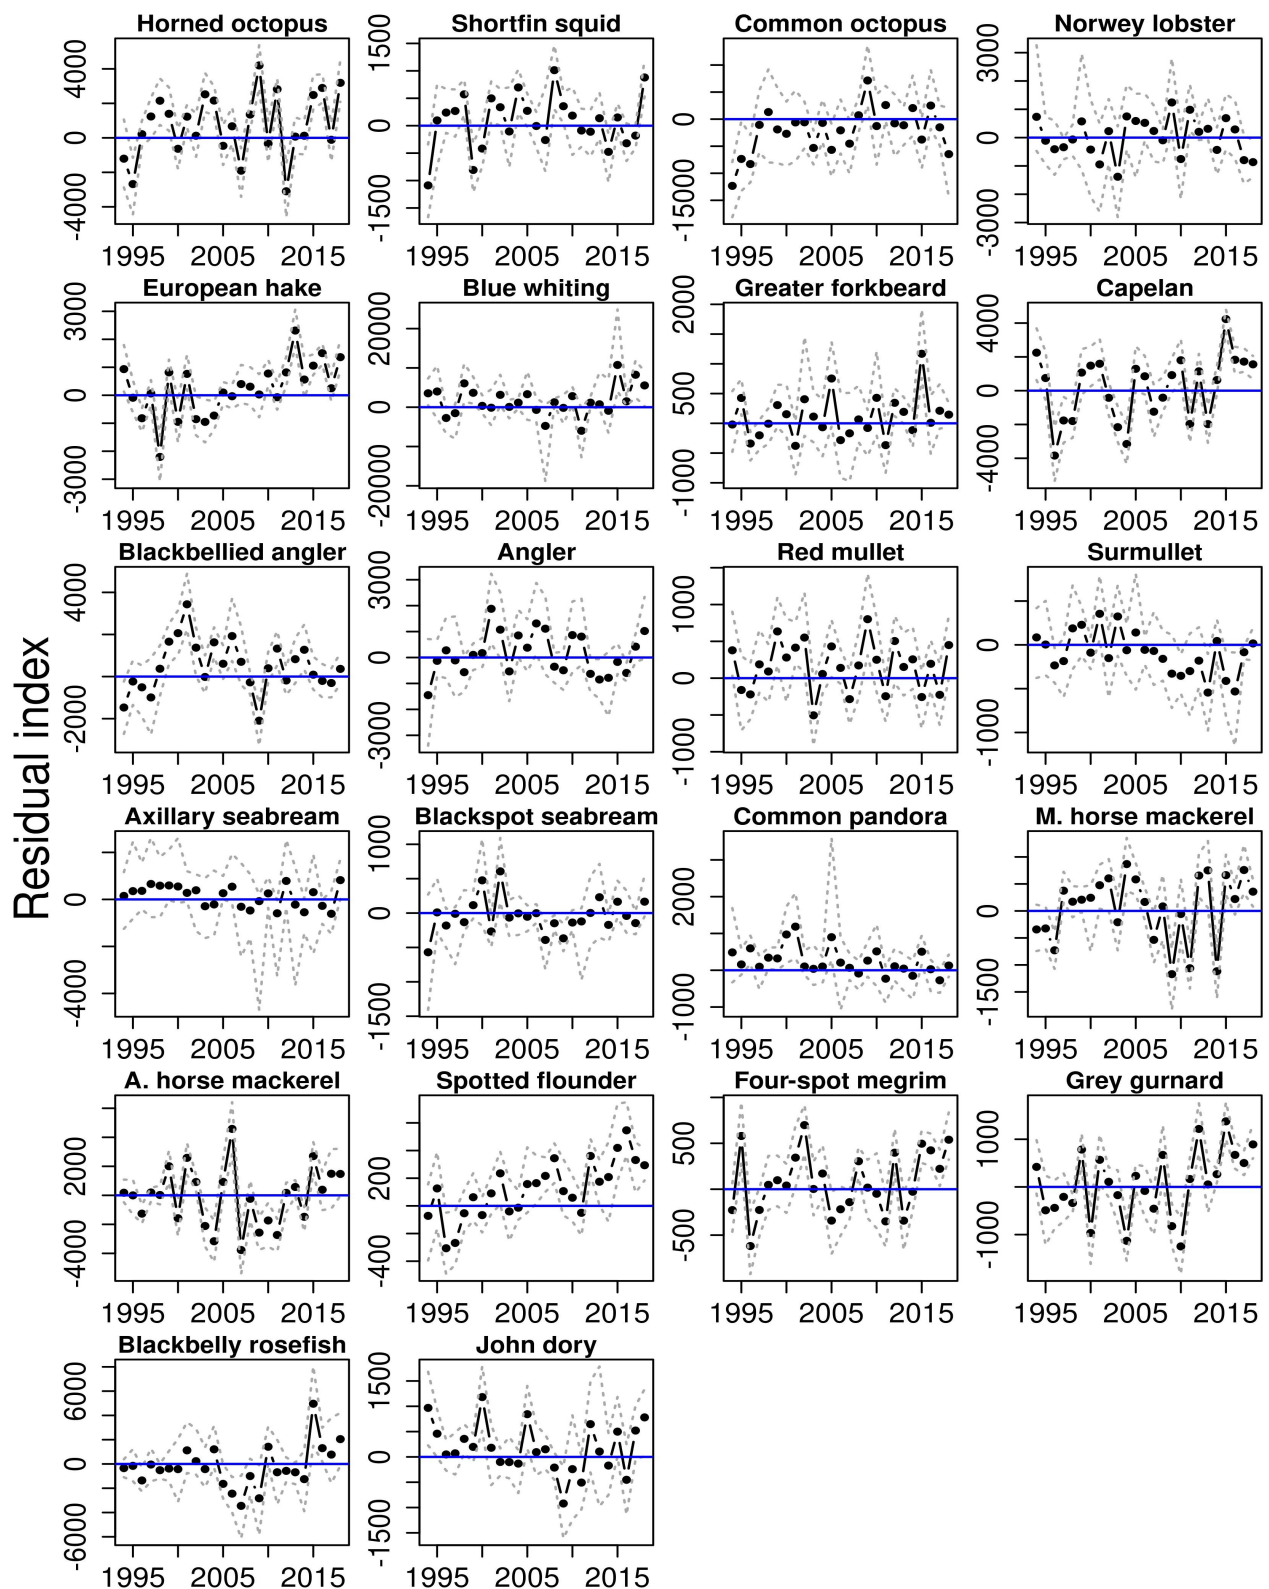 Residual index
Horned octopus
4000
0
-4000
1995 2005 2015
Shortfin squid
1500
0
-1500
1995 2005 2015
Common octopus
0
-15000
1995 2005 2015
Norwey lobster
3000
0
-3000
1995 2005 2015
European hake
3000
0
-3000
1995 2005 2015
Blue whiting
20000
0
-20000
1995 2005 2015
Greater forkbeard
2000
500
-1000
1995 2005 2015
Capelan
4000
0
-4000
1995 2005 2015
Blackbellied angler
4000
-2000
1995 2005 2015
Angler
3000
0
-3000
1995 2005 2015
Red mullet
1000
0
-1000
1995 2005 2015
Surmullet
0
-1000
1995 2005 2015
Axillary seabream
0
-4000
1995 2005 2015
Blackspot seabream
1000
0
-1500
1995 2005 2015
Common pandora
2000
-1000
1995 2005 2015
M. horse mackerel
0
-1500
1995 2005 2015
A. horse mackerel
2000
-4000
1995 2005 2015
Spotted flounder
200
-400
1995 2005 2015
Four-spot megrim
500
-500
1995 2005 2015
Grey gurnard
1000
-1000
1995 2005 2015
Blackbelly rosefish
6000
0
-6000
1995 2005 2015
John dory
1500
0
-1500
1995 2005 2015